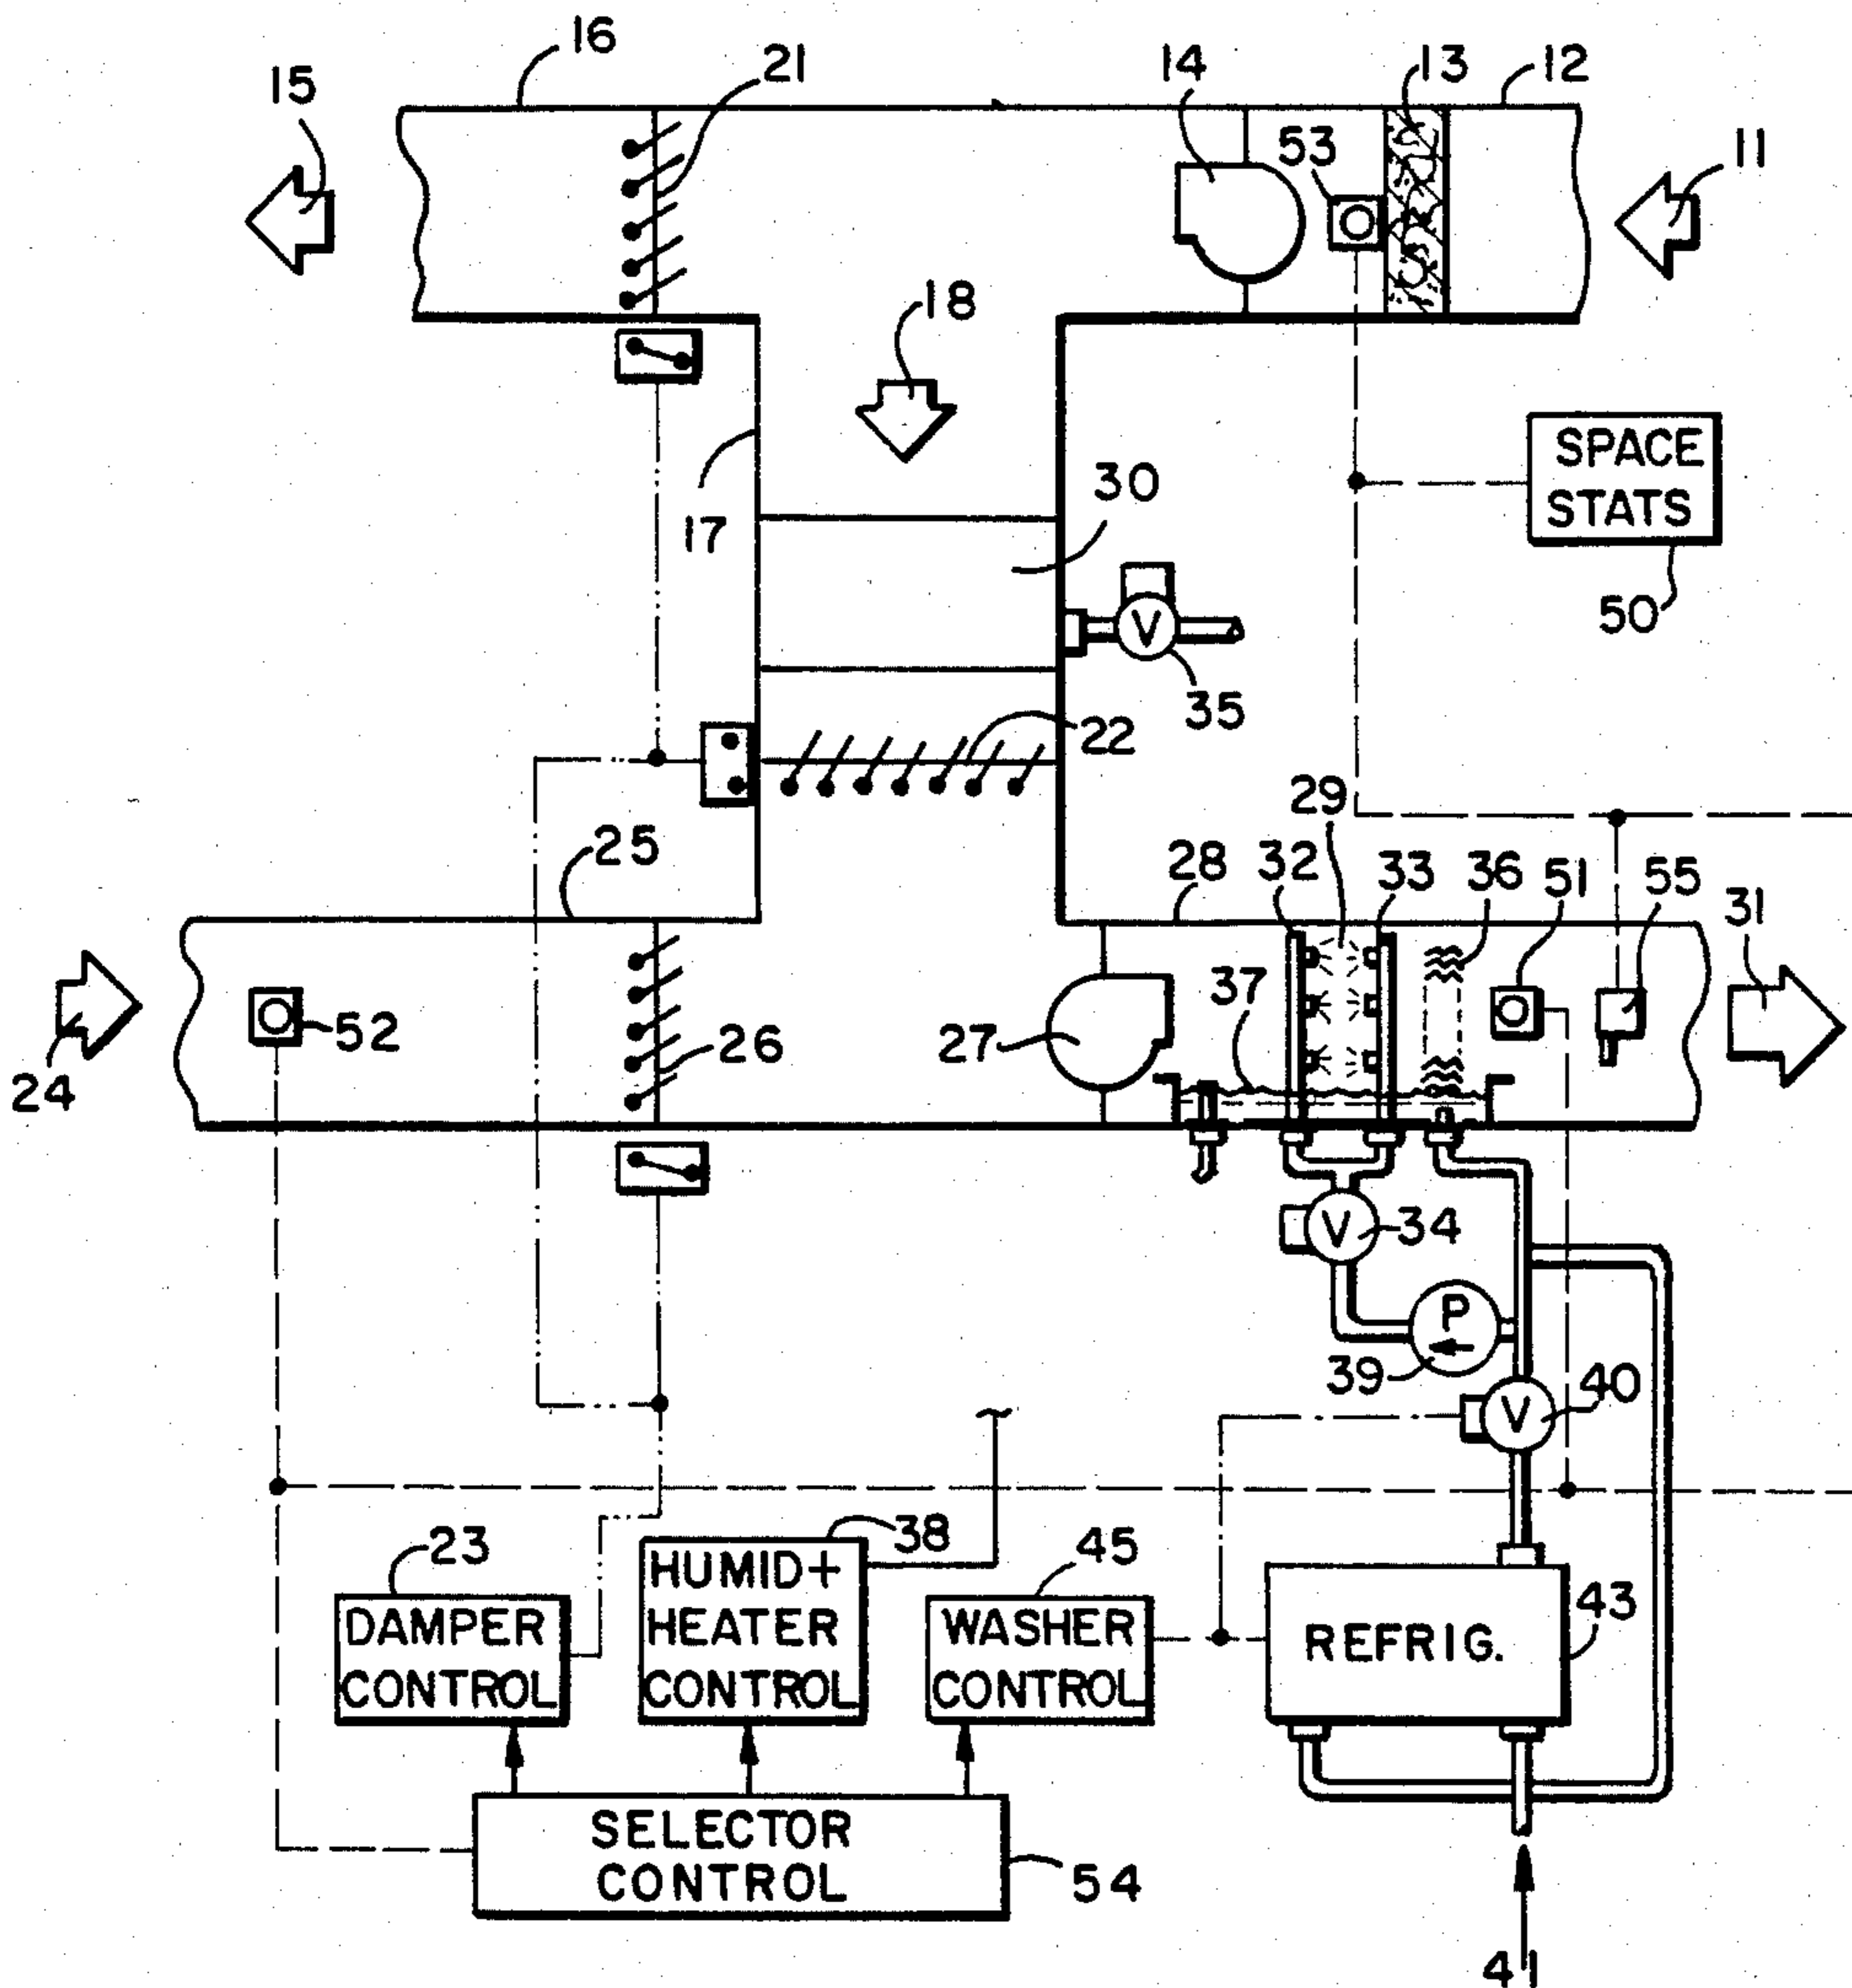 16
15
21
14
13
12
53
11
18
SPACE
STATS
50
30
17
35
22
29
25
28
32
33
36
51
55
31
37
24
52
26
27
V
V
34
P
39
V
40
23
DAMPER
CONTROL
38
HUMID+
HEATER
CONTROL
45
WASHER
CONTROL
REFRIG.
43
SELECTOR
CONTROL
54
41